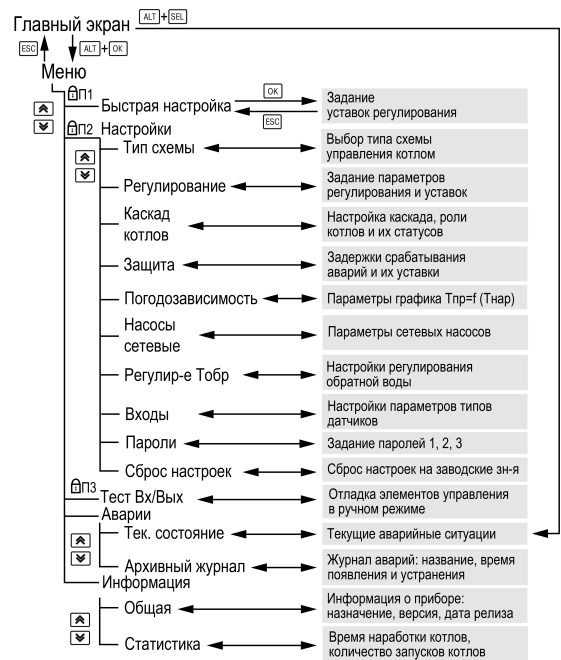 Главный экран
ALT+SEL
ESC
ALT+OK
Меню
П1
Быстрая настройка
OK
ESC
Задание
уставок регулирования
П2
Настройки
Тип схемы
Выбор типа схемы
управления котлом
Регулирование
Задание параметров
регулирования и уставок
Каскад
котлов
Настройка каскада, роли
котлов и их статусов
Защита
Задержки срабатывания
аварий и их уставки
Погодозависимость
Параметры графика Тпр=f (Тнар)
Насосы
сетевые
Параметры сетевых насосов
Регулир-е Тобр
Настройки регулирования
обратной воды
Входы
Настройки параметров типов
датчиков
Пароли
Задание паролей 1, 2, 3
Сброс настроек
Сброс настроек на заводские зн-я
П3
Тест Вх/Вых
Отладка элементов управления
в ручном режиме
Аварии
Тек. состояние
Текущие аварийные ситуации
Архивный журнал
Журнал аварий: название, время
появления и устранения
Информация
Общая
Информация о приборе:
назначение, версия, дата релиза
Статистика
Время наработки котлов,
количество запусков котлов